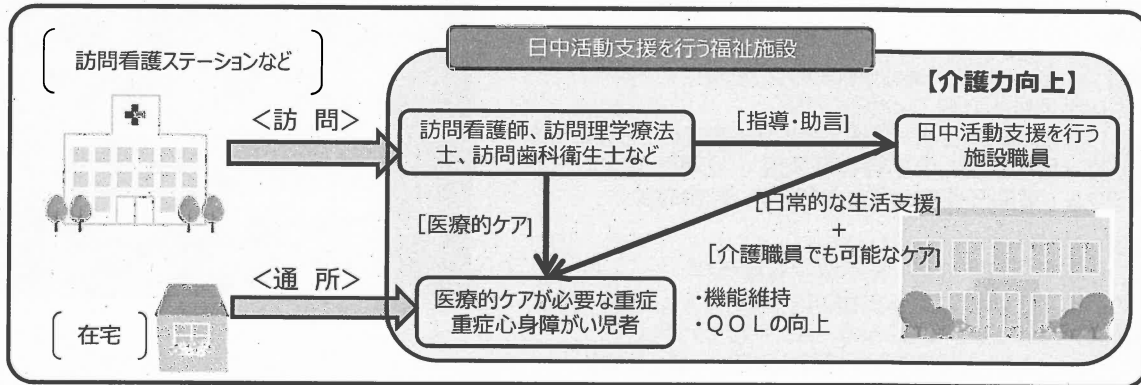 日中活動支援を行う福祉施設
訪問看護ステーションなど
【介護力向上】
<訪 問>
訪問看護師、訪問理学療法
士、訪問歯科衛生士など
[指導・助言]
日中活動支援を行う
施設職員
[医療的ケア]
[日常的な生活支援]
+
[介護職員でも可能なケア]
<通 所>
在宅
医療的ケアが必要な重症
重症心身障がい児者
・機能維持
・QOLの向上